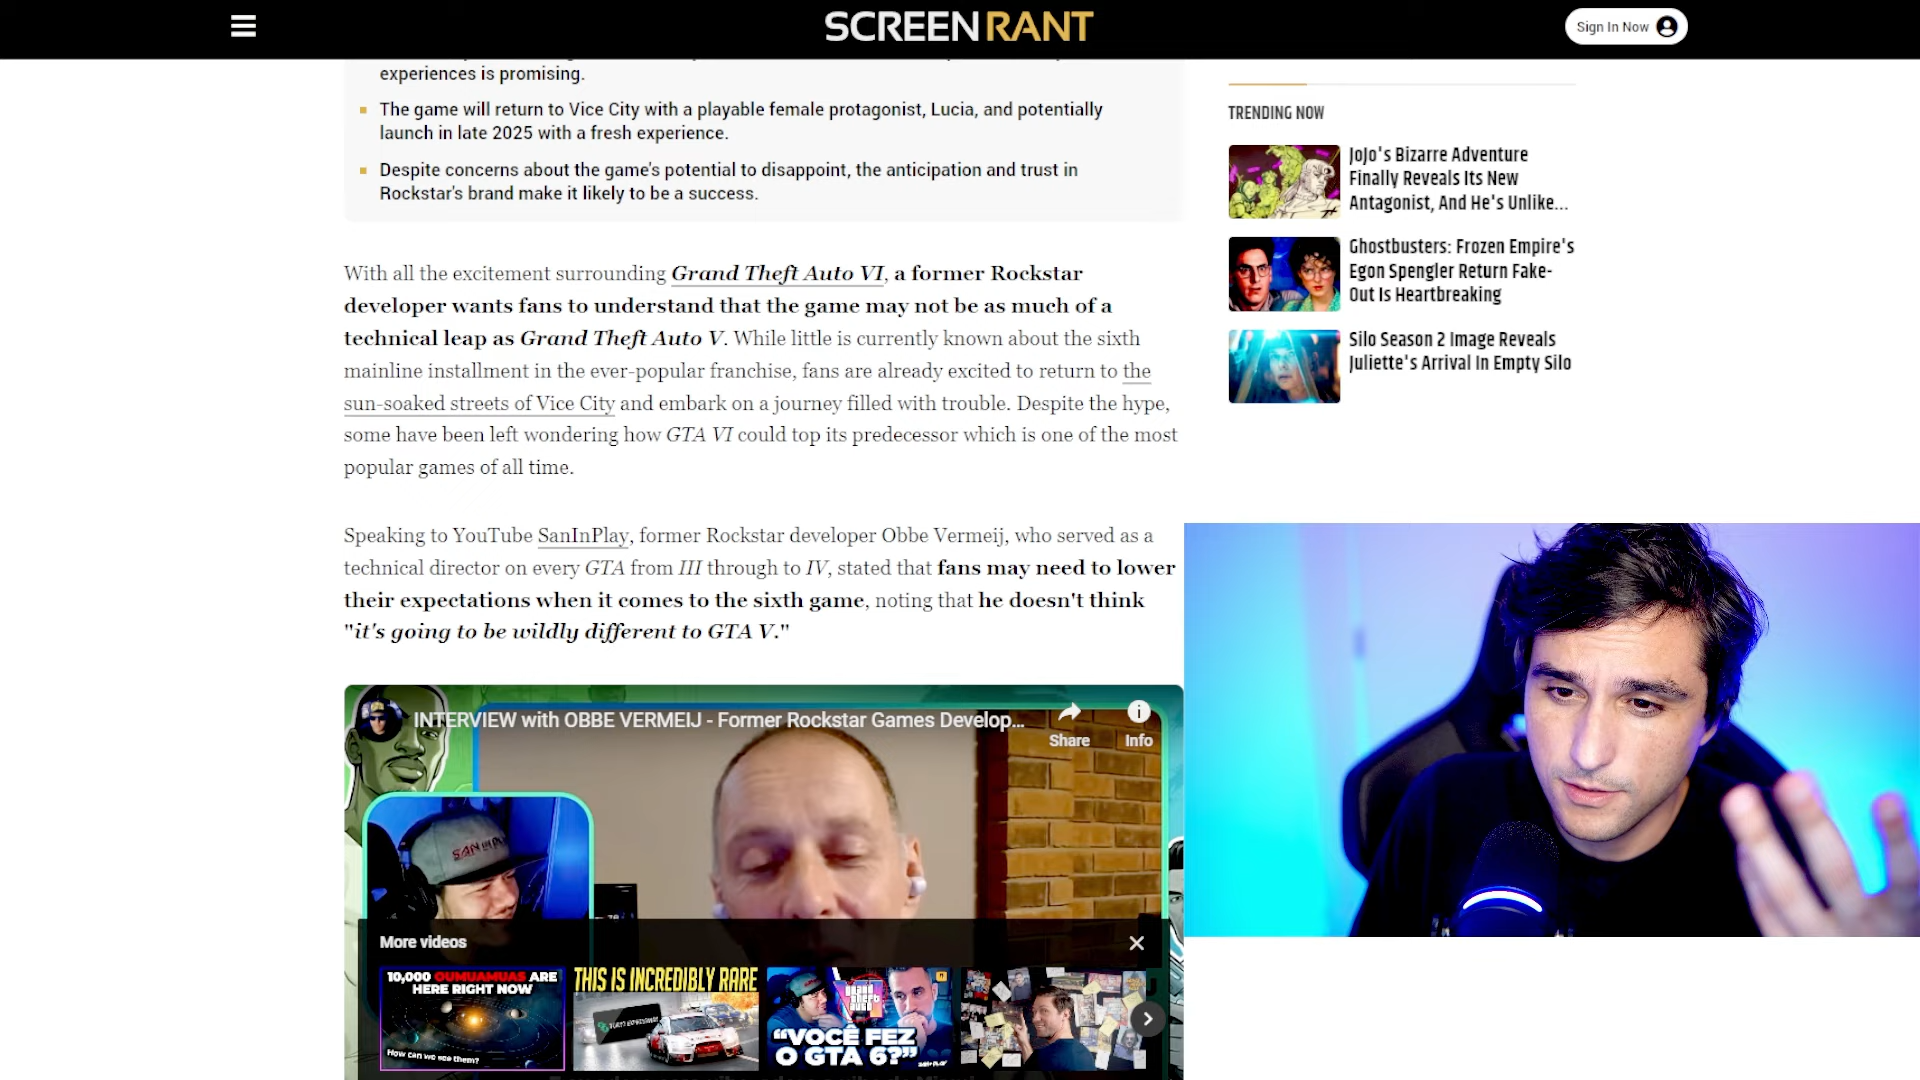 SCREENRANT
Sign In Now
experiences is promising.
The game will return to Vice City with a playable female protagonist, Lucia, and potentially
launch in late 2025 with a fresh experience.
Despite concerns about the game's potential to disappoint, the anticipation and trust in
Rockstar's brand make it likely to be a success.
With all the excitement surrounding Grand Theft Auto VI, a former Rockstar
developer wants fans to understand that the game may not be as much of a
technical leap as Grand Theft Auto V. While little is currently known about the sixth
mainline installment in the ever-popular franchise, fans are already excited to return to the
sun-soaked streets of Vice City and embark on a journey filled with trouble. Despite the hype,
some have been left wondering how GTA VI could top its predecessor which is one of the most
popular games of all time.
Speaking to YouTube SanInPlay, former Rockstar developer Obbe Vermeij, who served as a
technical director on every GTA from III through to IV, stated that fans may need to lower
their expectations when it comes to the sixth game, noting that he doesn't think
"it's going to be wildly different to GTA V."
INTERVIEW with OBBE VERMEIJ - Former Rockstar Games Develop...
Share
Info
More videos
10,000 OUMUAMUAS ARE
HERE RIGHT NOW
How can we see them?
THIS IS INCREDIBLY RARE
grand
theft
auto
"VOCÊ FEZ
O GTA 6?"
TRENDING NOW
JoJo's Bizarre Adventure
Finally Reveals Its New
Antagonist, And He's Unlike...
Ghostbusters: Frozen Empire's
Egon Spengler Return Fake-
Out Is Heartbreaking
Silo Season 2 Image Reveals
Juliette's Arrival In Empty Silo